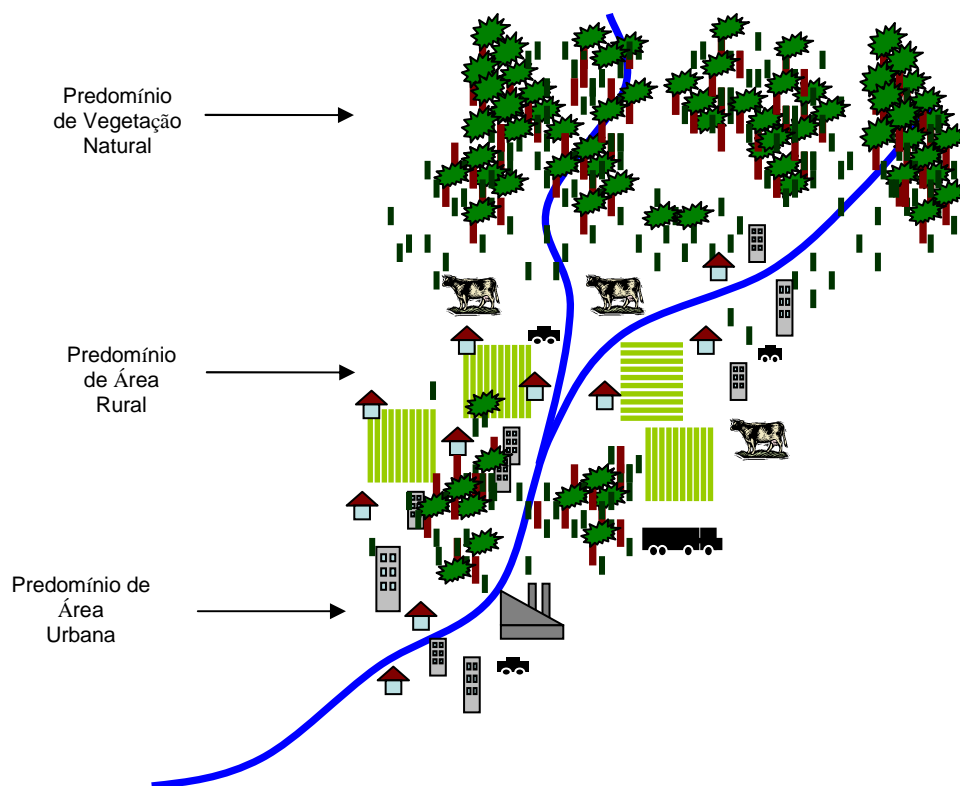 Predomínio
de Vegetação
Natural
Predomínio
de Área
Rural
Predomínio de
Área
Urbana